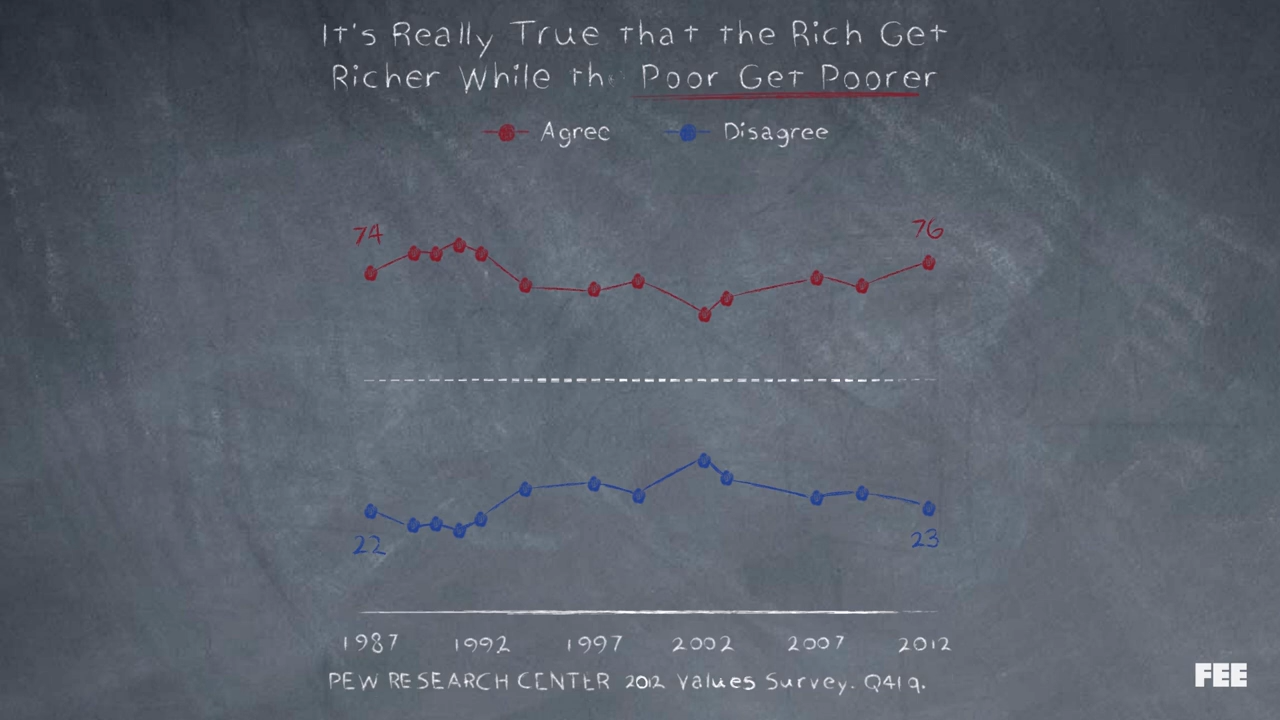 It's Really True that the Rich Get
Richer While the Poor Get Poorer
Agree Disagree
74 76
22 23
1987 1992 1997 2002 2007 2012
PEW RESEARCH CENTER 2012 Values Survey. Q41q.
FEE